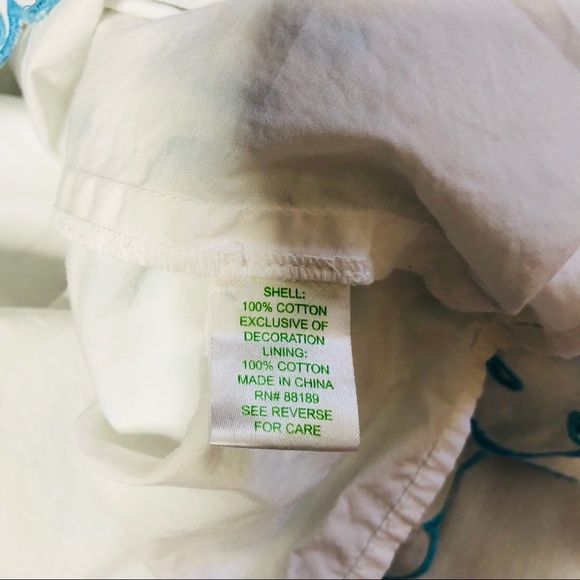 SHELL:
100% COTTON
EXCLUSIVE OF
DECORATION
LINING:
100% COTTON
MADE IN CHINA
RN# 88189
SEE REVERSE
FOR CARE